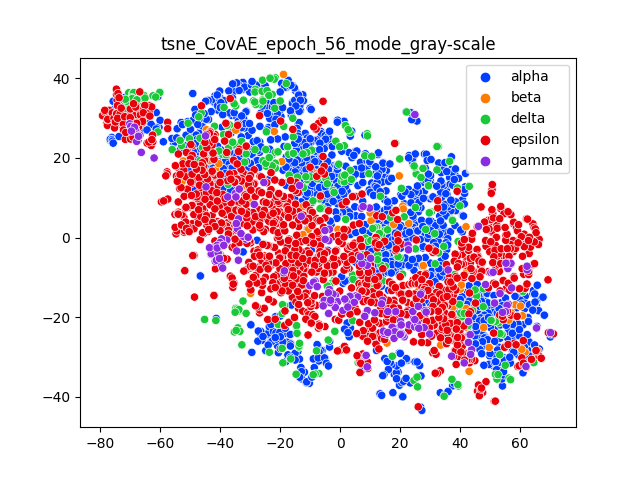 tsne_CovAE_epoch_56_mode_gray-scale
40
20
0
−20
−40
−80 −60 −40 −20 0 20 40 60
alpha
beta
delta
epsilon
gamma